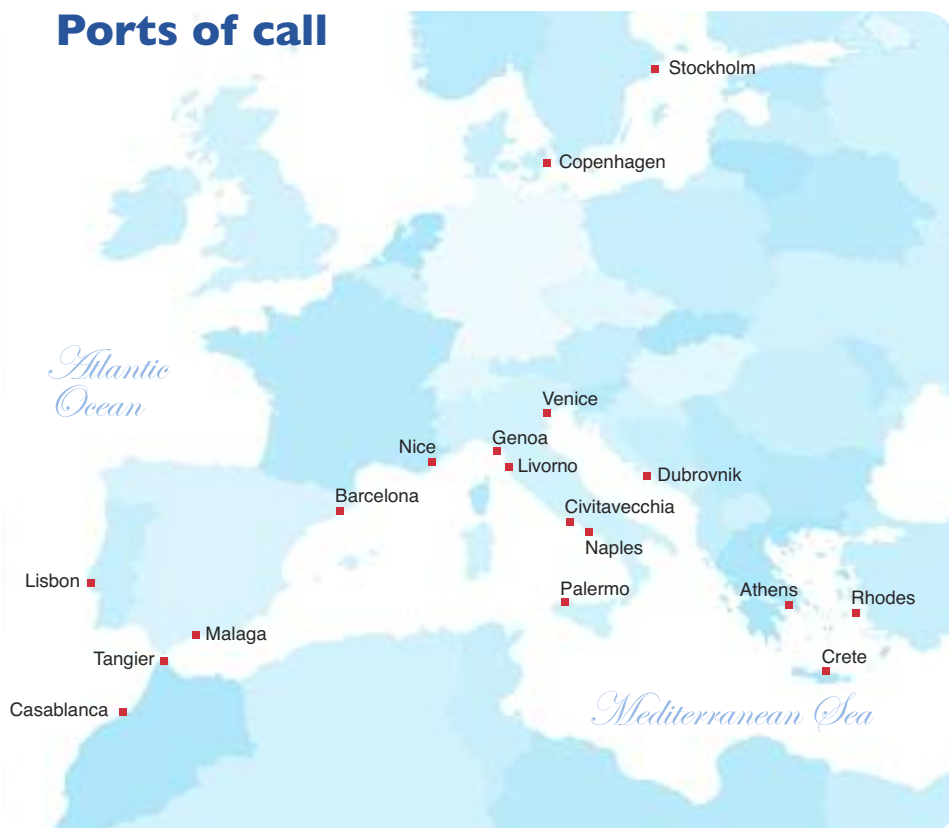 Ports of call
Stockholm
Copenhagen
Atlantic
Ocean
Venice
Genoa
Nice
Livorno
Dubrovnik
Barcelona
Civitavecchia
Naples
Lisbon
Palermo
Athens
Rhodes
Malaga
Tangier
Crete
Casablanca
Mediterranean Sea